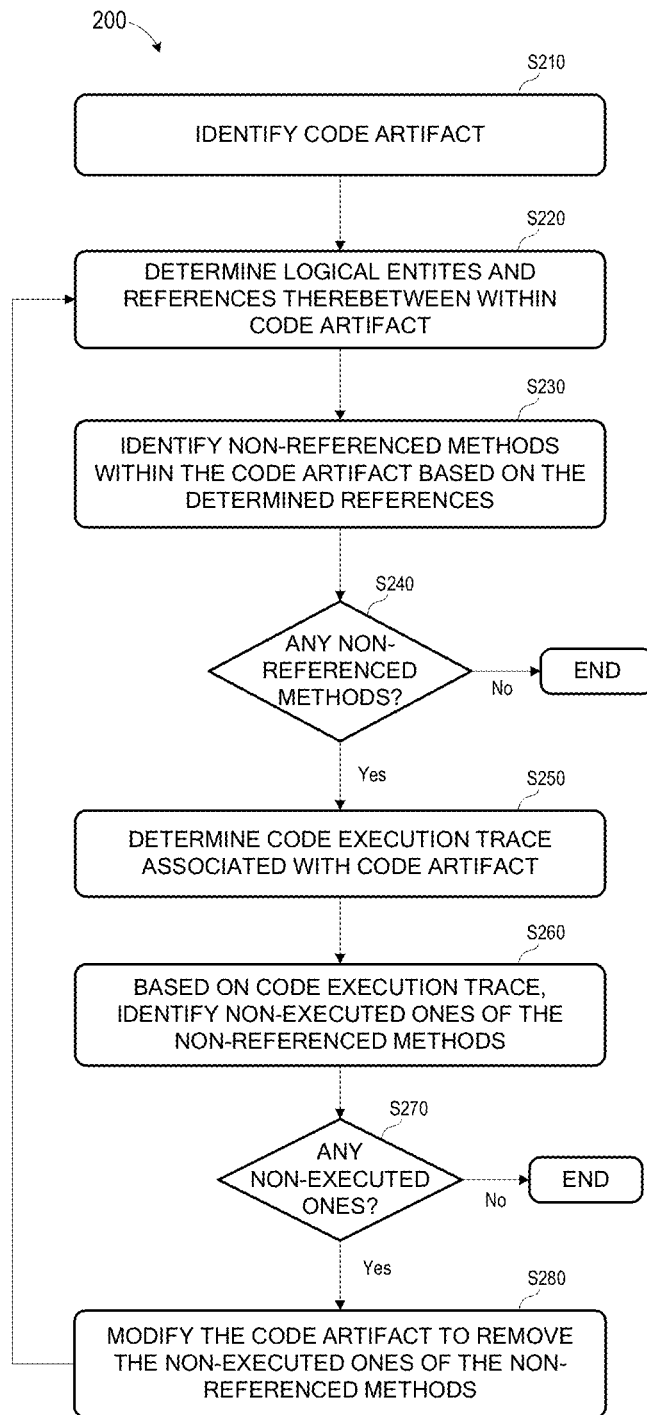 200
S210
IDENTIFY CODE ARTIFACT
S220
DETERMINE LOGICAL ENTITES AND
REFERENCES THEREBETWEEN WITHIN
CODE ARTIFACT
S230
IDENTIFY NON-REFERENCED METHODS
WITHIN THE CODE ARTIFACT BASED ON THE
DETERMINED REFERENCES
S240
ANY NON-
REFERENCED
METHODS?
No
END
Yes
S250
DETERMINE CODE EXECUTION TRACE
ASSOCIATED WITH CODE ARTIFACT
S260
BASED ON CODE EXECUTION TRACE,
IDENTIFY NON-EXECUTED ONES OF THE
NON-REFERENCED METHODS
S270
ANY
NON-EXECUTED
ONES?
No
END
Yes
S280
MODIFY THE CODE ARTIFACT TO REMOVE
THE NON-EXECUTED ONES OF THE NON-
REFERENCED METHODS